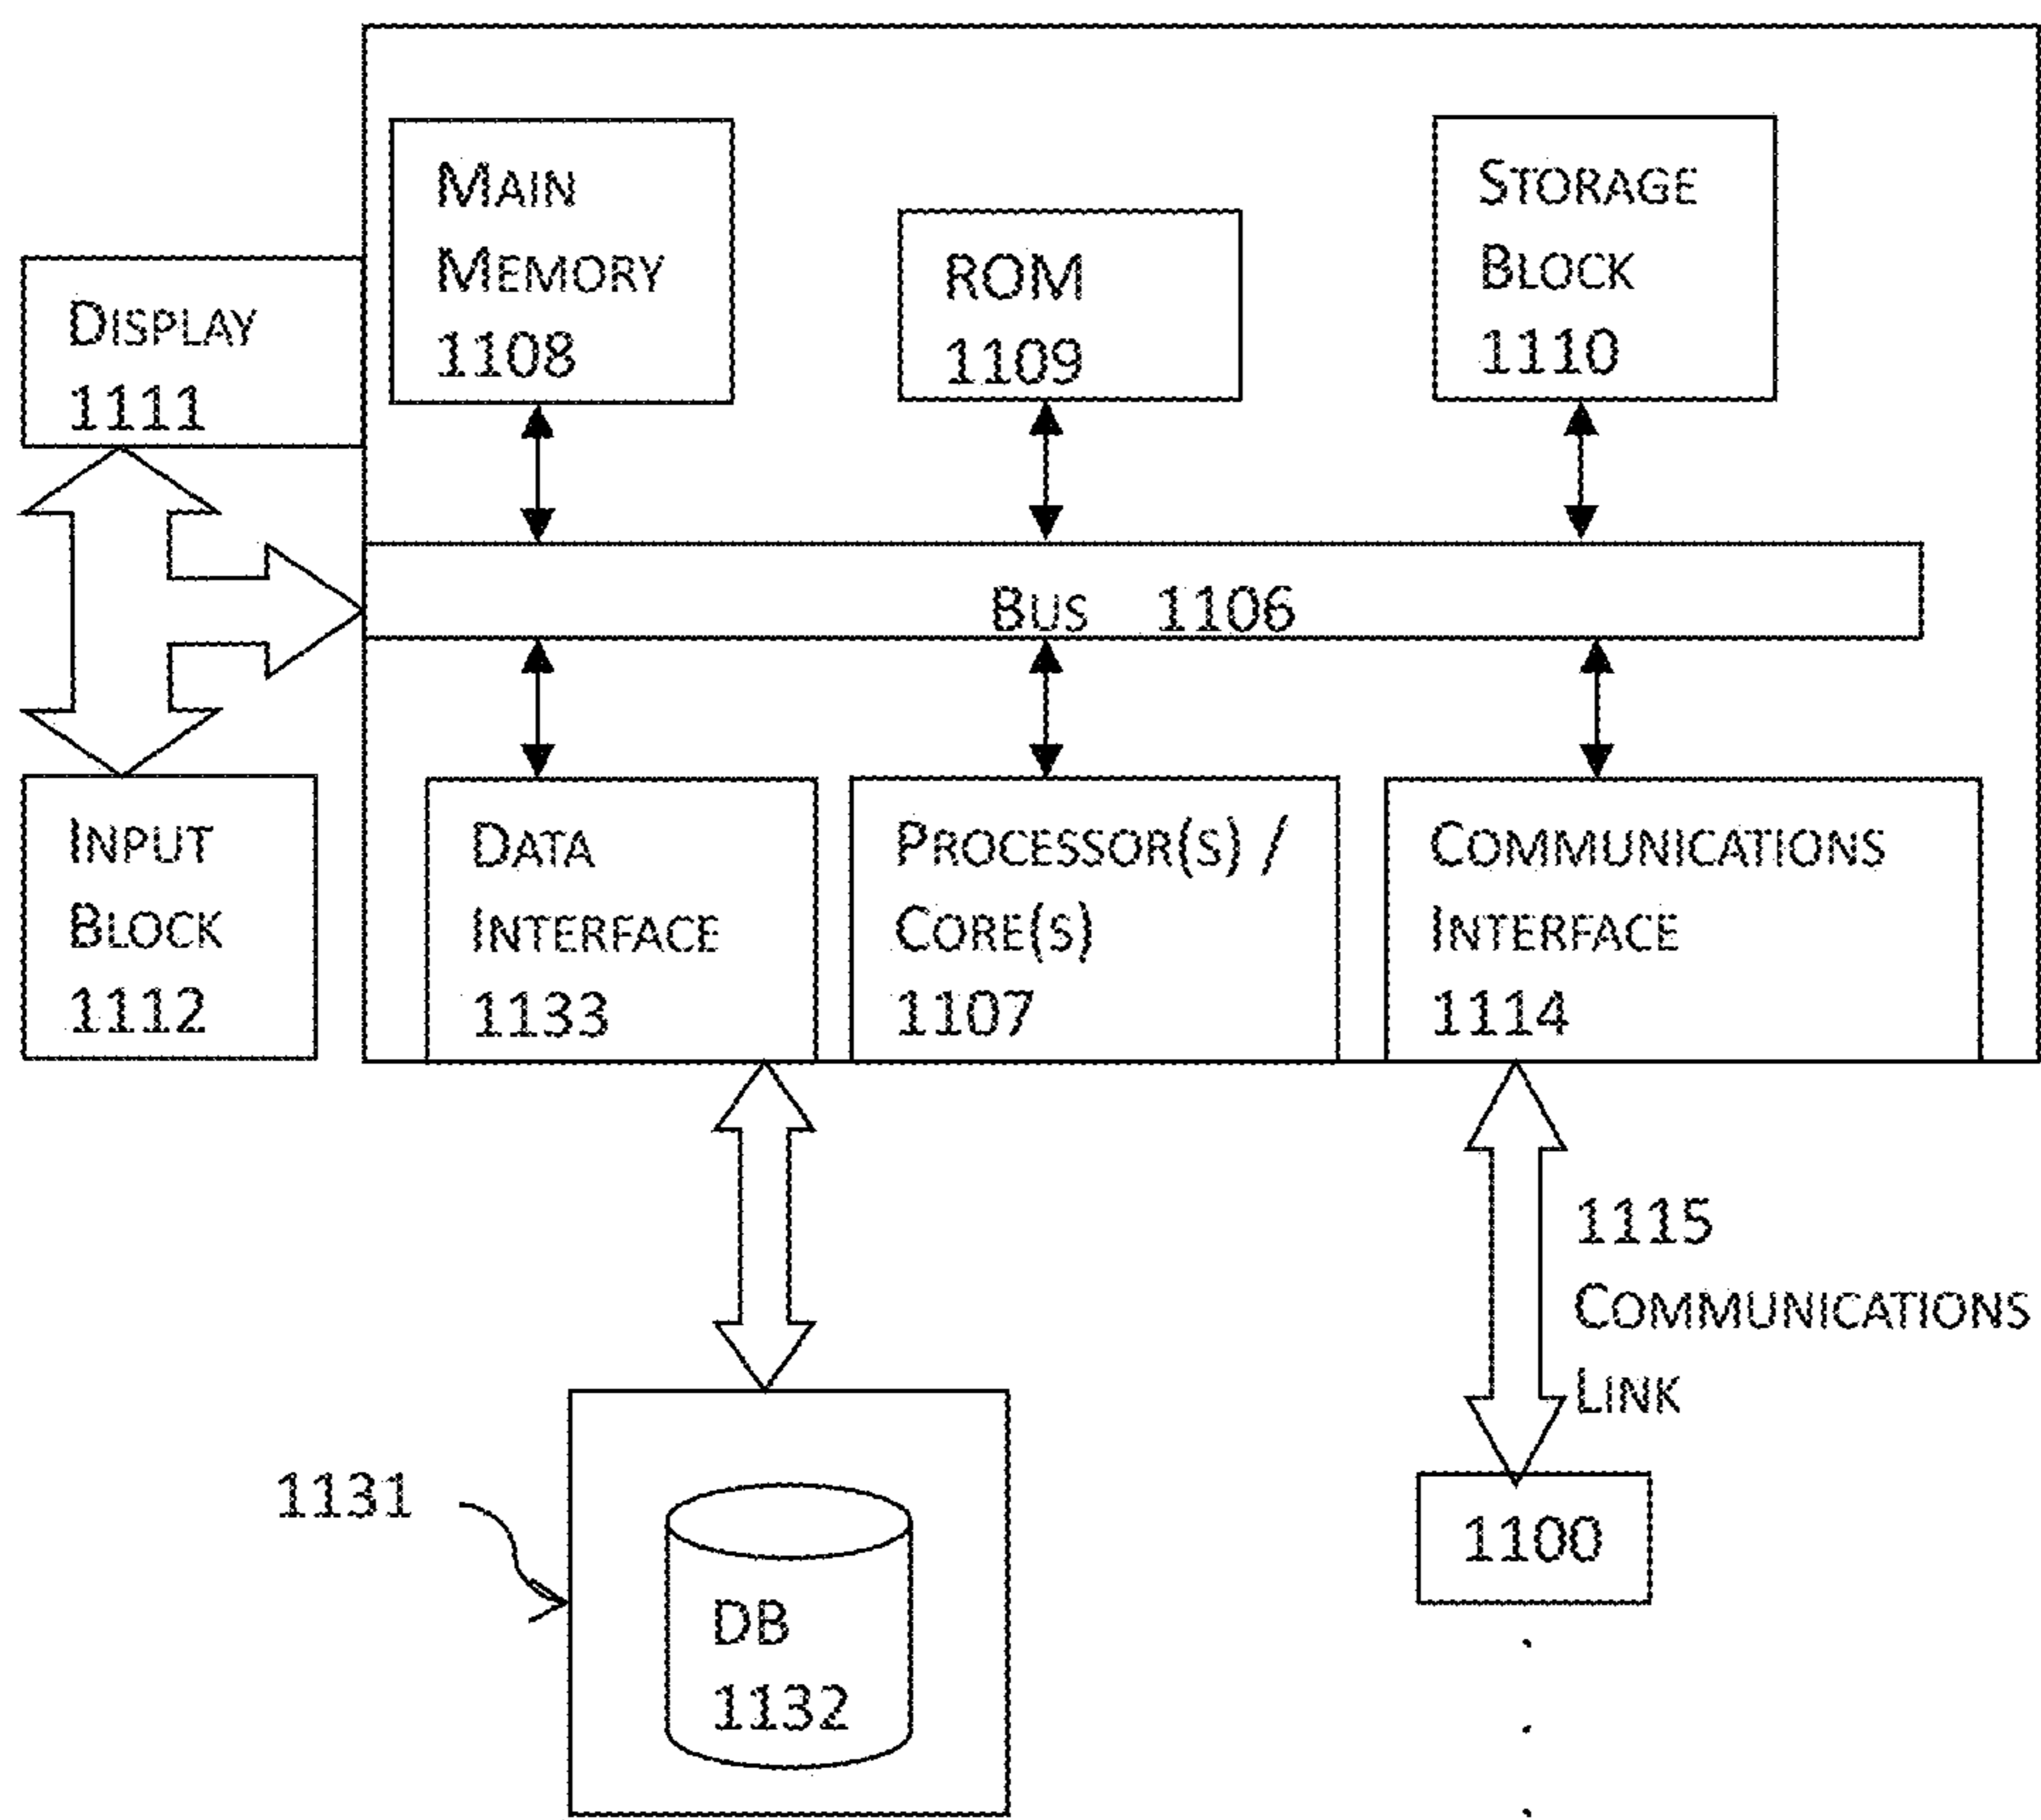 MAIN
MEMORY
1108
ROM
1109
STORAGE
BLOCK
1110
DISPLAY
1111
BUS 1106
INPUT
BLOCK
1112
DATA
INTERFACE
1133
PROCESSOR(S) /
CORE(S)
1107
COMMUNICATIONS
INTERFACE
1114
1115
COMMUNICATIONS
LINK
1131
DB
1132
1100